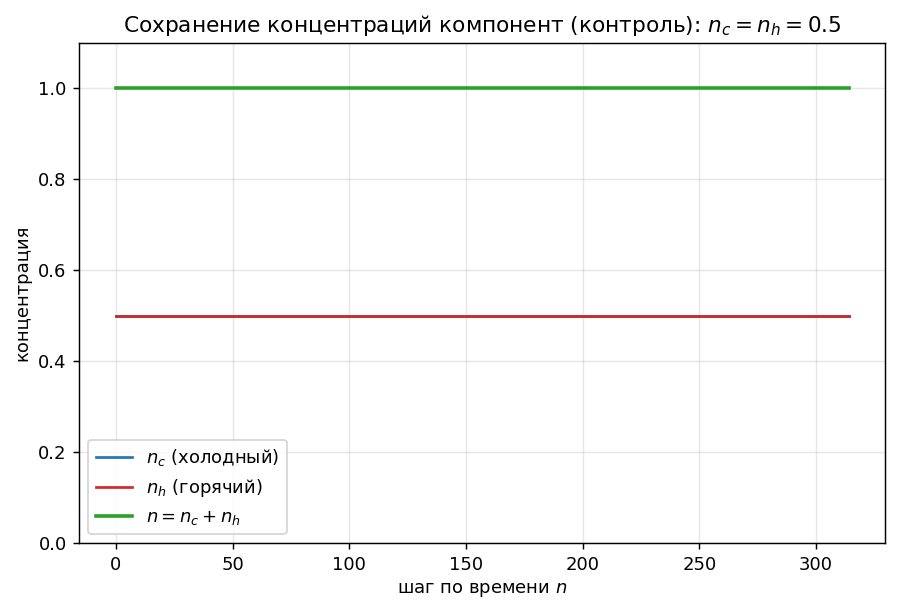 Сохранение концентраций компонент (контроль): $n_c = n_h = 0.5$
1.0
0.8
0.6
0.4
0.2
0.0
концентрация
$n_c$ (холодный)
$n_h$ (горячий)
$n = n_c + n_h$
0 50 100 150 200 250 300
шаг по времени $n$